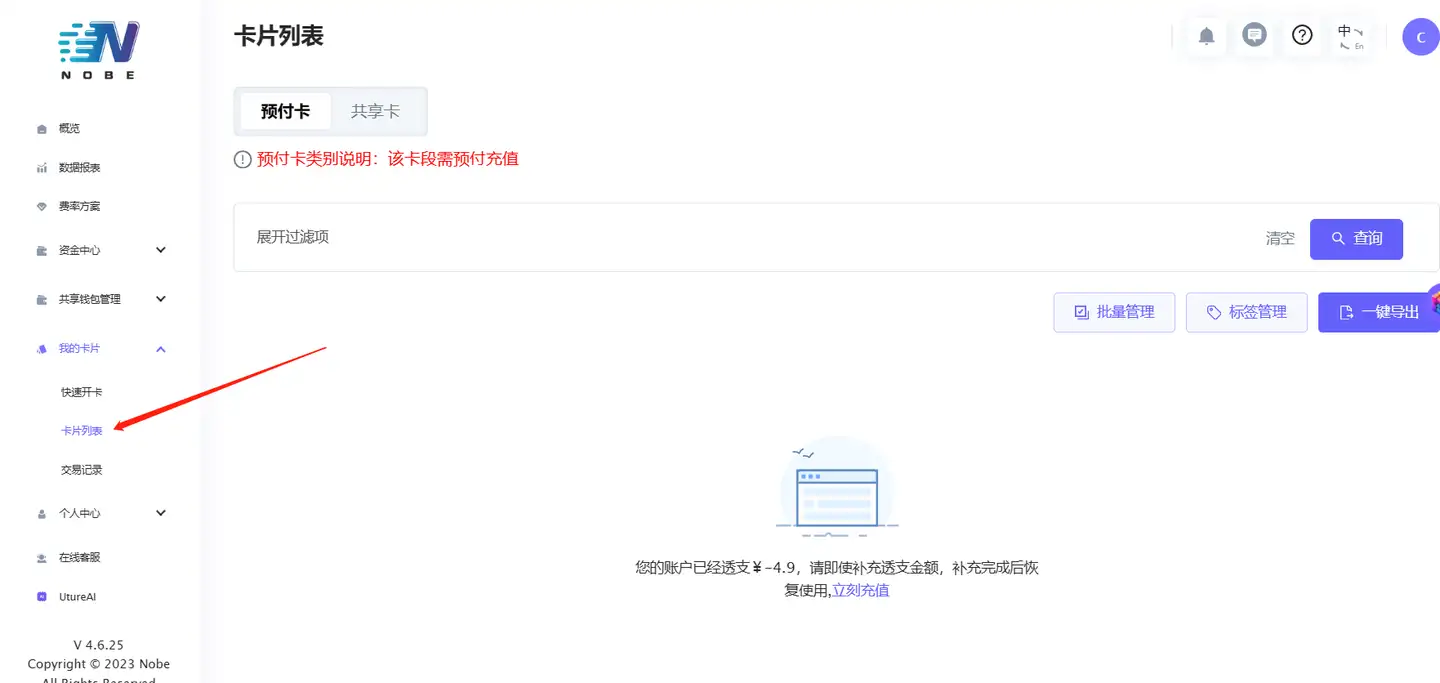 NOBE
概览
数据报表
费率方案
资金中心
共享钱包管理
我的卡片
快速开卡
卡片列表
交易记录
个人中心
在线客服
UtureAI
V 4.6.25
Copyright © 2023 Nobe
All Rights Reserved
卡片列表
中
En
C
预付卡 共享卡
预付卡类别说明：该卡段需预付充值
展开过滤项 清空 查询
批量管理 标签管理 一键导出
您的账户已经透支￥-4.9，请即使补充透支金额，补充完成后恢
复使用,立刻充值